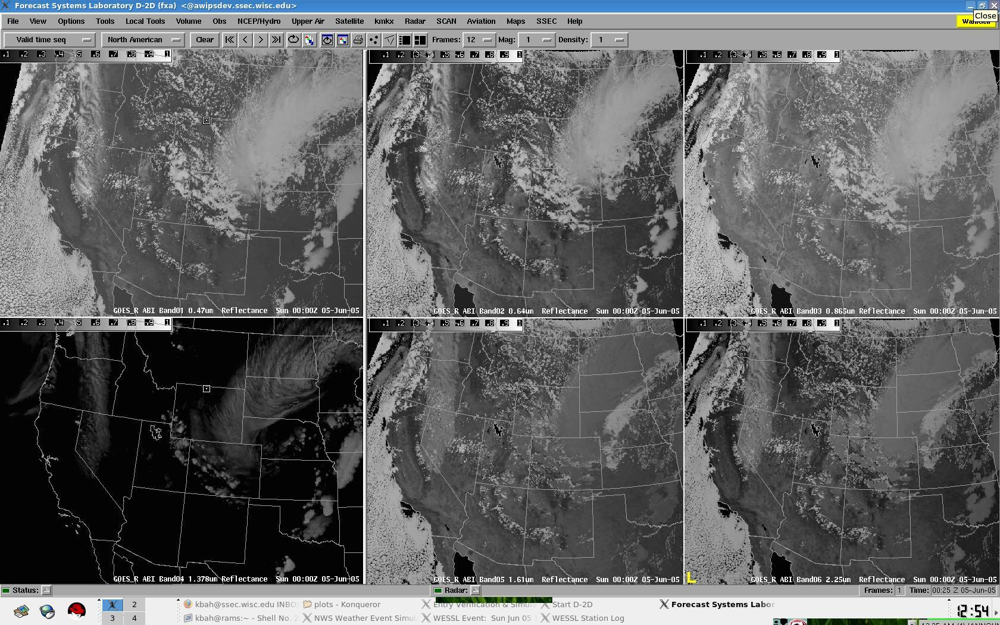 Forecast Systems Laboratory D-2D (fxa) <@awipsdev.ssec.wisc.edu>
Close
File View Options Tools Local Tools Volume Obs NCEP/Hydro Upper Air Satellite kmkx Radar SCAN Aviation Maps SSEC Help
Valid time seq North American Clear Frames: 12 Mag: 1 Density: 1
.1 .2 .3 .4 .5 .6 .7 .8 .9 1
.1 .2 .3 .4 .5 .6 .7 .8 .9 1
.1 .2 .3 .4 .5 .6 .7 .8 .9 1
GOES_R ABI Band01 0.47um Reflectance Sun 00:00Z 05-Jun-05
GOES_R ABI Band02 0.64um Reflectance Sun 00:00Z 05-Jun-05
GOES_R ABI Band03 0.865um Reflectance Sun 00:00Z 05-Jun-05
.1 .2 .3 .4 .5 .6 .7 .8 .9 1
.1 .2 .3 .4 .5 .6 .7 .8 .9 1
.1 .2 .3 .4 .5 .6 .7 .8 .9 1
GOES_R ABI Band04 1.378um Reflectance Sun 00:00Z 05-Jun-05
GOES_R ABI Band05 1.61um Reflectance Sun 00:00Z 05-Jun-05
L
GOES_R ABI Band06 2.25um Reflectance Sun 00:00Z 05-Jun-05
Status: Radar: Frames: 1 Time: 00:25 Z 05-Jun-05
1 2 kbah@ssec.wisc.edu INBO plots - Konqueror Entry Verification & Simula Start D-2D Forecast Systems Labor
3 4 kbah@rams:~ - Shell No. 2 NWS Weather Event Simul WESSL Event: Sun Jun 05 1 WESSL Station Log
12:54